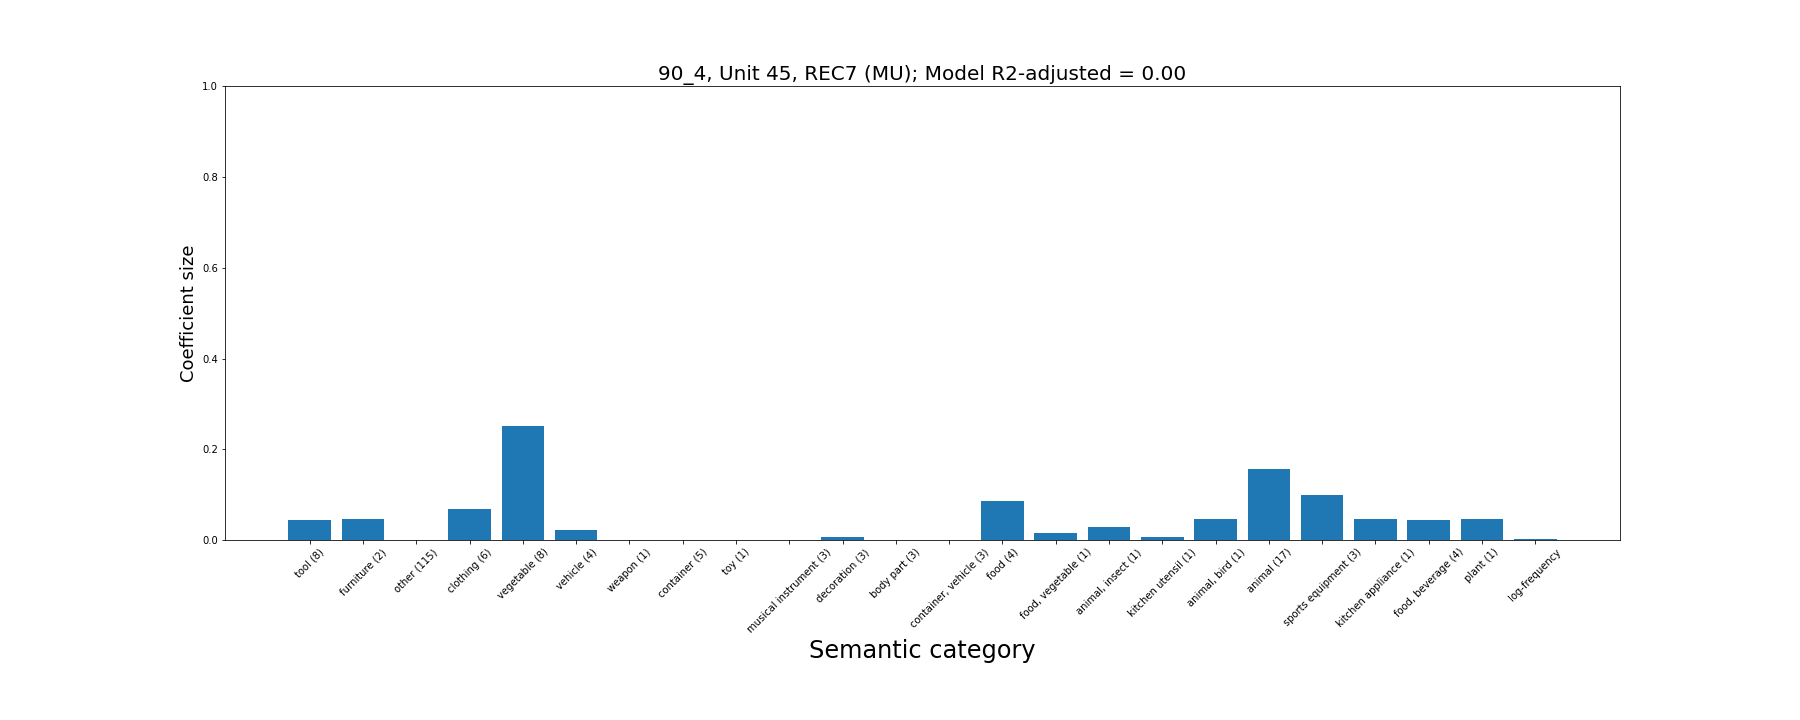 90_4, Unit 45, REC7 (MU); Model R2-adjusted = 0.00
1.0
0.8
0.6
0.4
0.2
0.0
Coefficient size
tool (8)
furniture (2)
other (115)
clothing (6)
vegetable (8)
vehicle (4)
weapon (1)
container (5)
toy (1)
musical instrument (3)
decoration (3)
body part (3)
container, vehicle (3)
food (4)
food, vegetable (1)
animal, insect (1)
kitchen utensil (1)
animal, bird (1)
animal (17)
sports equipment (3)
kitchen appliance (1)
food, beverage (4)
plant (1)
log-frequency
Semantic category